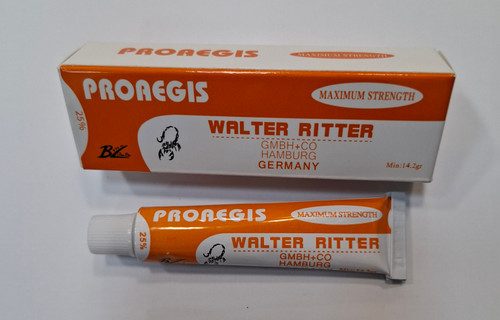 PROAEGIS
MAXIMUM STRENGTH
PROAEGIS
MAXIMUM STRENGTH
25%
WALTER RITTER
GMBH+CO
HAMBURG
GERMANY
Min:14.2gr
PROAEGIS
MAXIMUM STRENGTH
25%
WALTER RITTER
GMBH+CO
HAMBURG